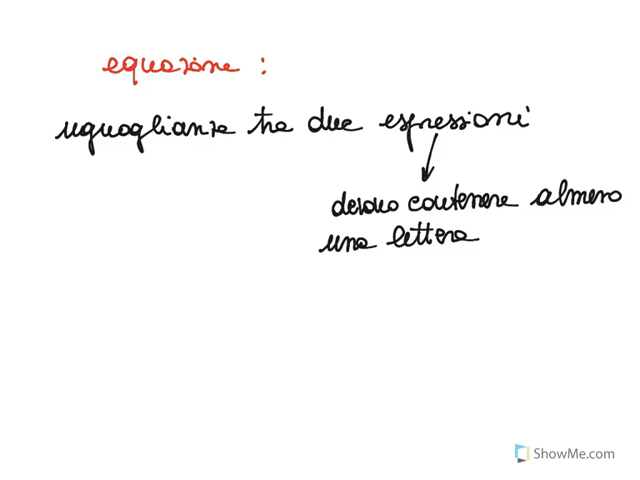 equazione :
uguaglianza tra due espressioni
devono contenere almeno
una lettera
ShowMe.com